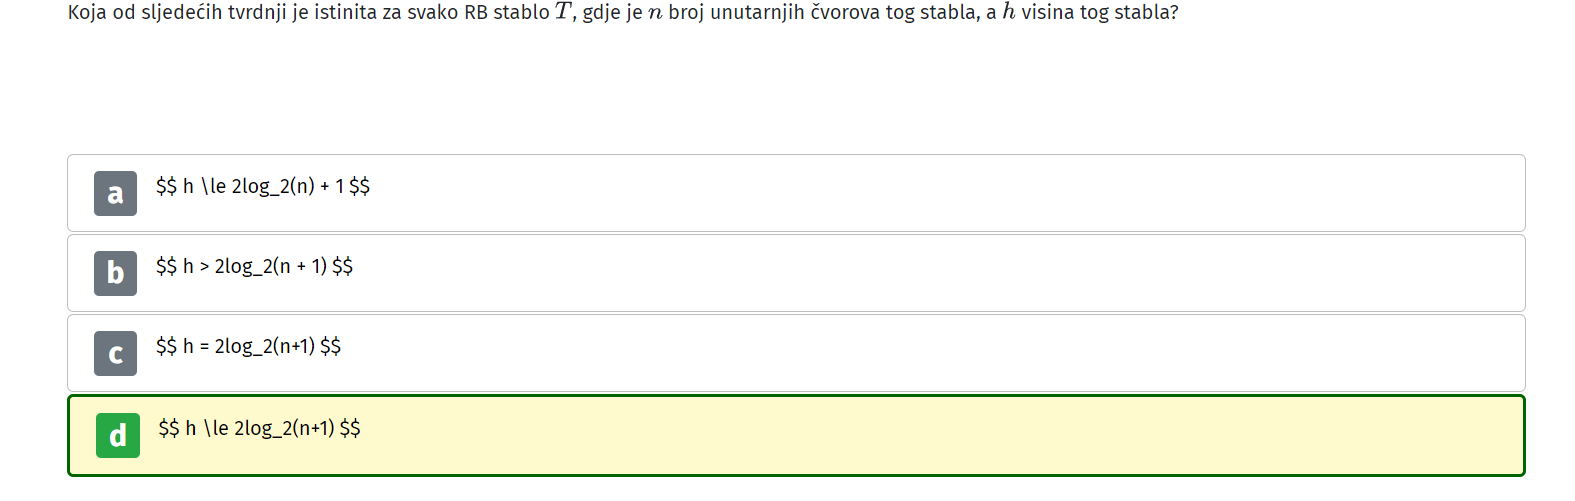 Koja od sljedećih tvrdnji je istinita za svako RB stablo T, gdje je n broj unutarnjih čvorova tog stabla, a h visina tog stabla?
a $$ h \le 2log_2(n) + 1 $$
b $$ h > 2log_2(n + 1) $$
c $$ h = 2log_2(n+1) $$
d $$ h \le 2log_2(n+1) $$